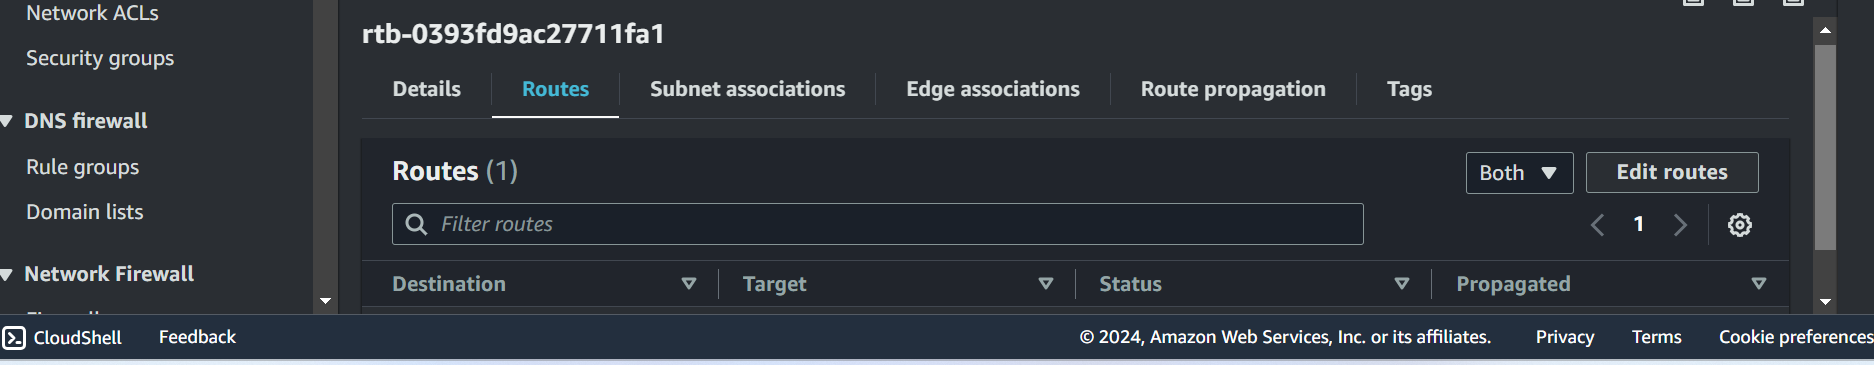 Network ACLs
Security groups
DNS firewall
Rule groups
Domain lists
Network Firewall
rtb-0393fd9ac27711fa1
Details
Routes
Subnet associations
Edge associations
Route propagation
Tags
Routes (1)
Both
Edit routes
Filter routes
1
Destination
Target
Status
Propagated
CloudShell
Feedback
© 2024, Amazon Web Services, Inc. or its affiliates.
Privacy
Terms
Cookie preferences